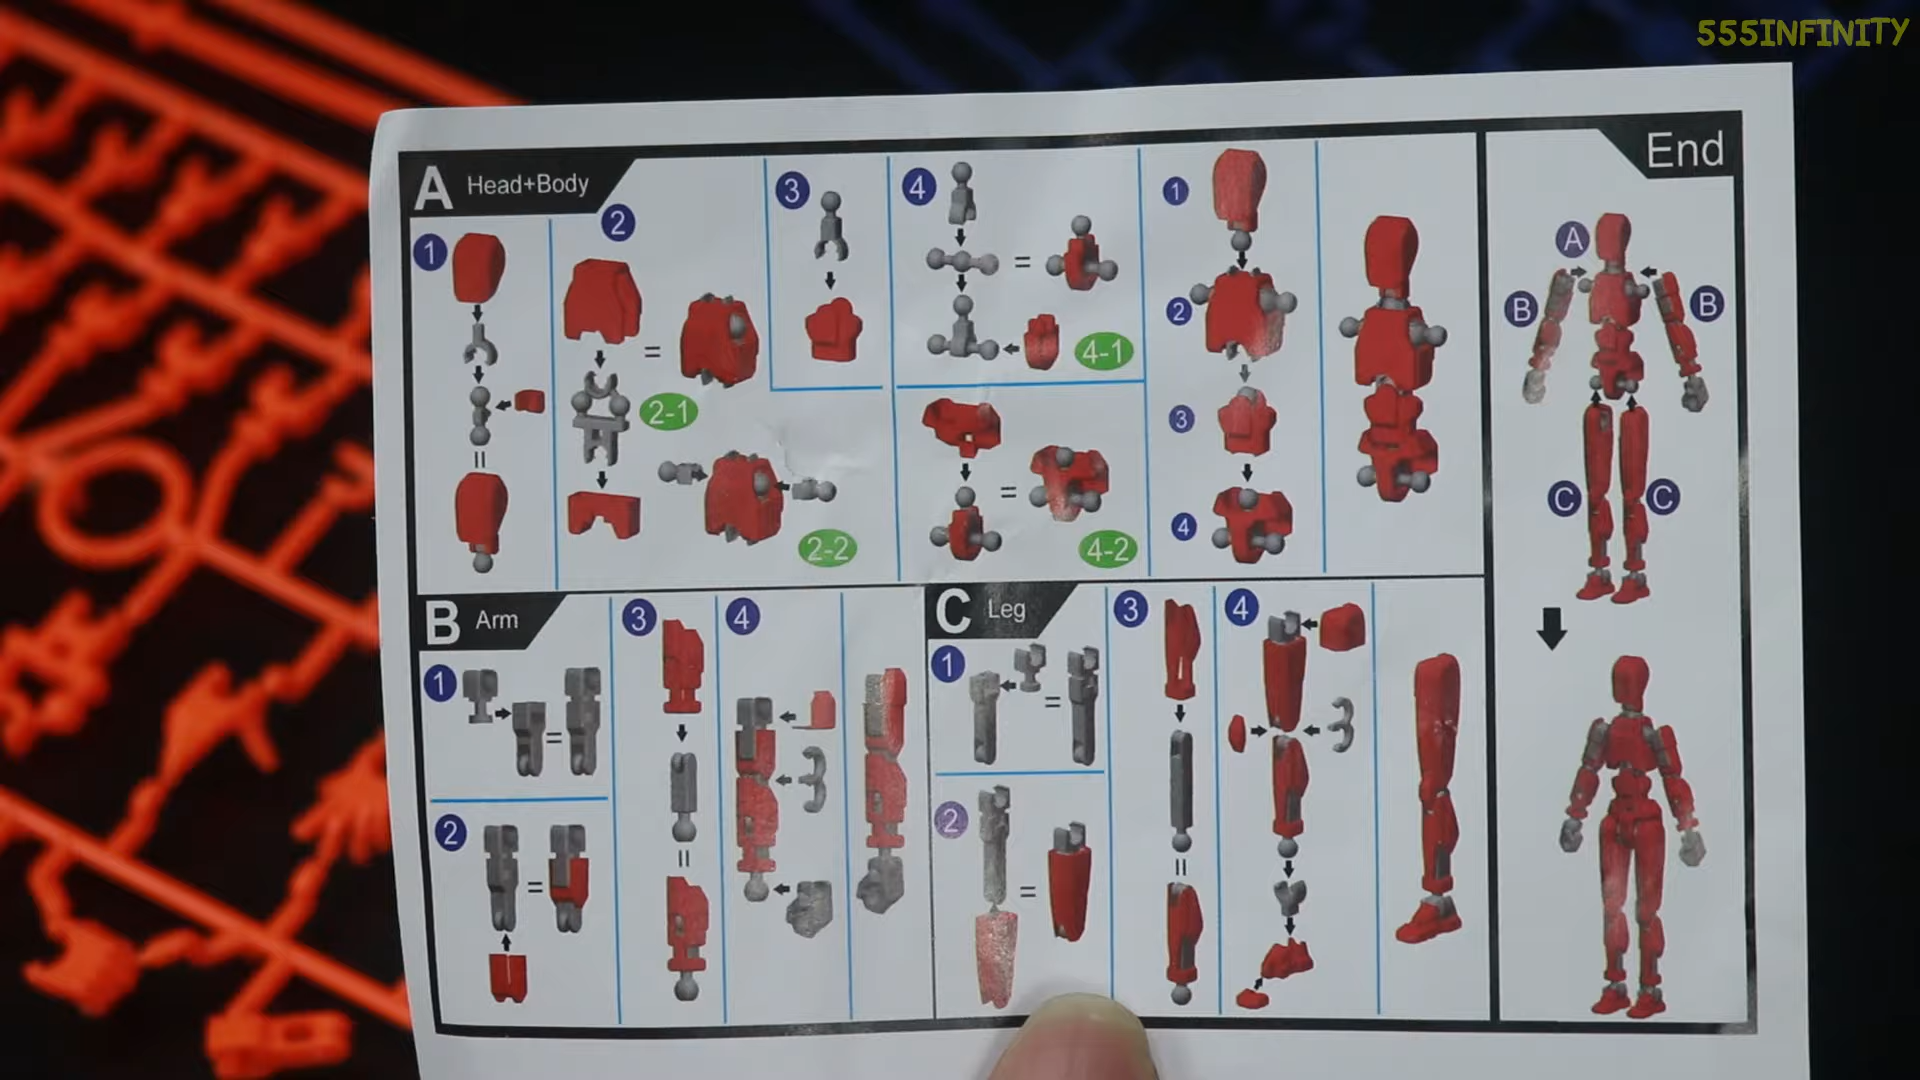 555INFINITY
End
A Head+Body
1
2
=
2-1
2-2
3
4
=
4-1
=
4-2
1
2
3
4
B Arm
1
=
2
=
3
4
C Leg
1
=
2
=
3
4
A
B
B
C
C